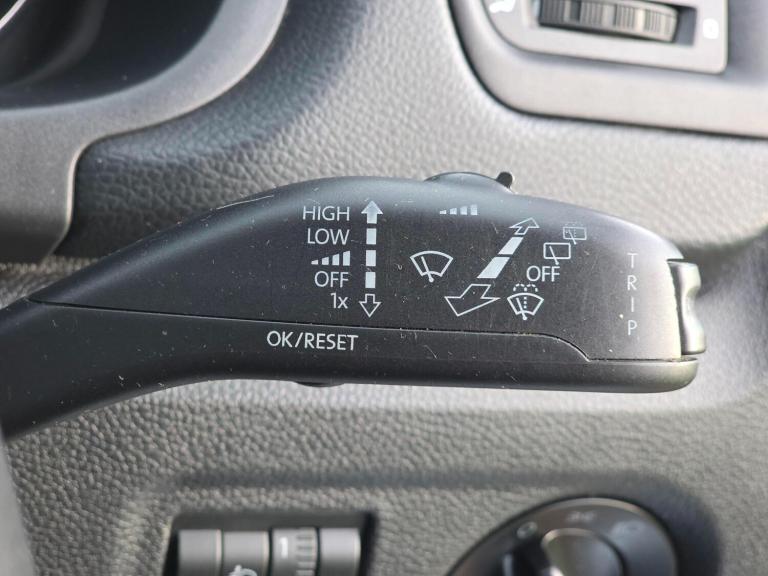 HIGH
LOW
OFF
1x
OFF
TRIP
OK/RESET